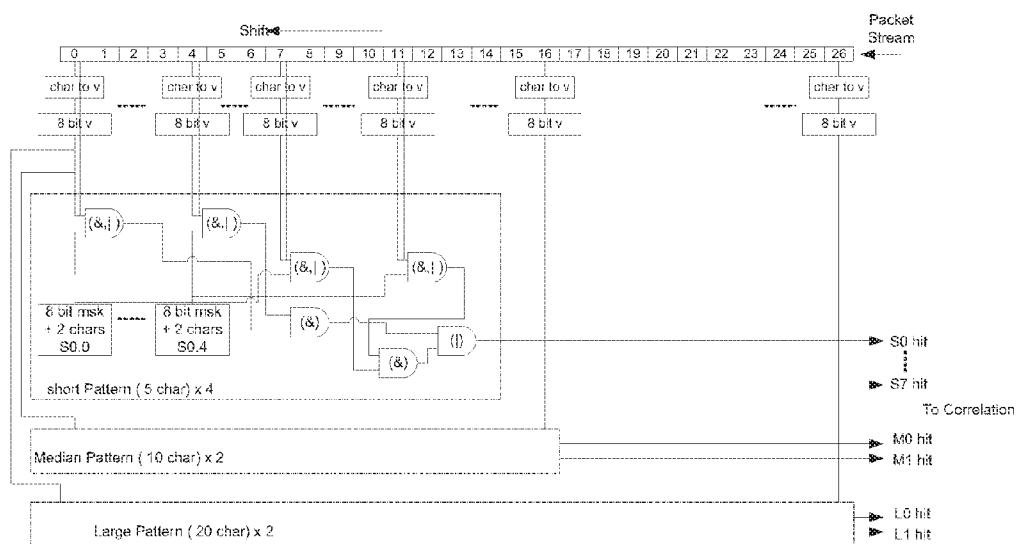 Shift
Packet
Stream
0 1 2 3 4 5 6 7 8 9 10 11 12 13 14 15 16 17 18 19 20 21 22 23 24 25 26
char to v char to v char to v char to v char to v char to v
8 bit v 8 bit v 8 bit v 8 bit v 8 bit v 8 bit v
(&,| ) (&,| )
(&,| ) (&,| )
8 bit msk
+ 2 chars
S0.0
8 bit msk
+ 2 chars
S0.4
(&)
(|)
(&)
short Pattern ( 5 char) x 4
S0 hit
S7 hit
To Correlation
Median Pattern ( 10 char) x 2
M0 hit
M1 hit
Large Pattern ( 20 char) x 2
L0 hit
L1 hit